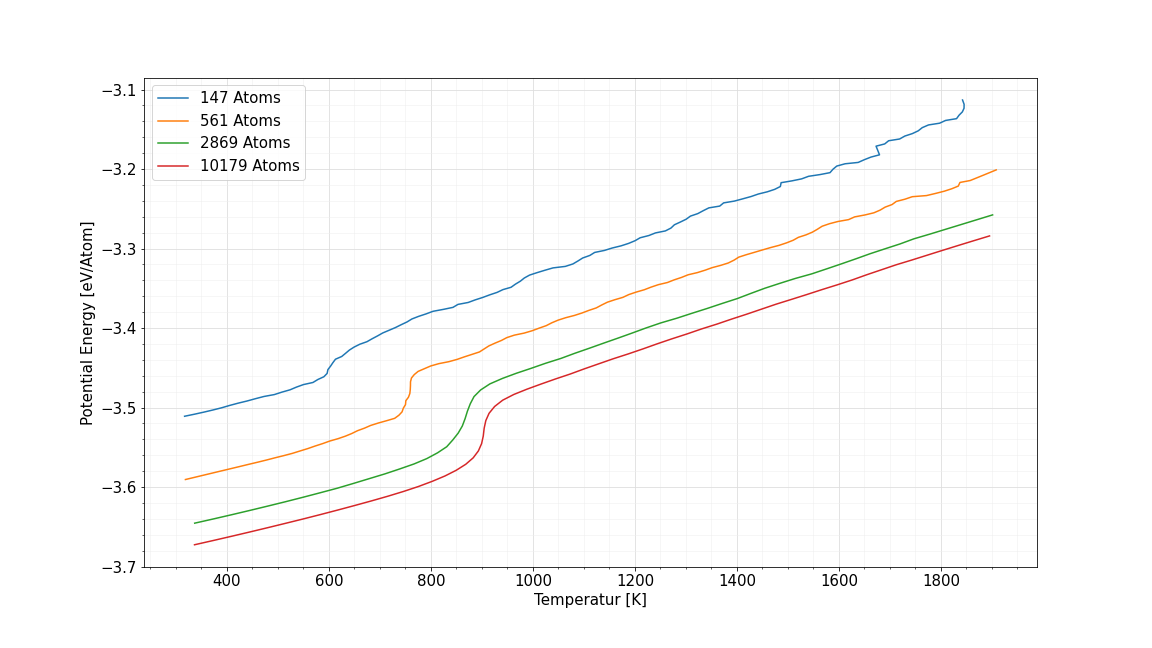 147 Atoms
561 Atoms
2869 Atoms
10179 Atoms
Potential Energy [eV/Atom]
−3.1
−3.2
−3.3
−3.4
−3.5
−3.6
−3.7
400 600 800 1000 1200 1400 1600 1800
Temperatur [K]